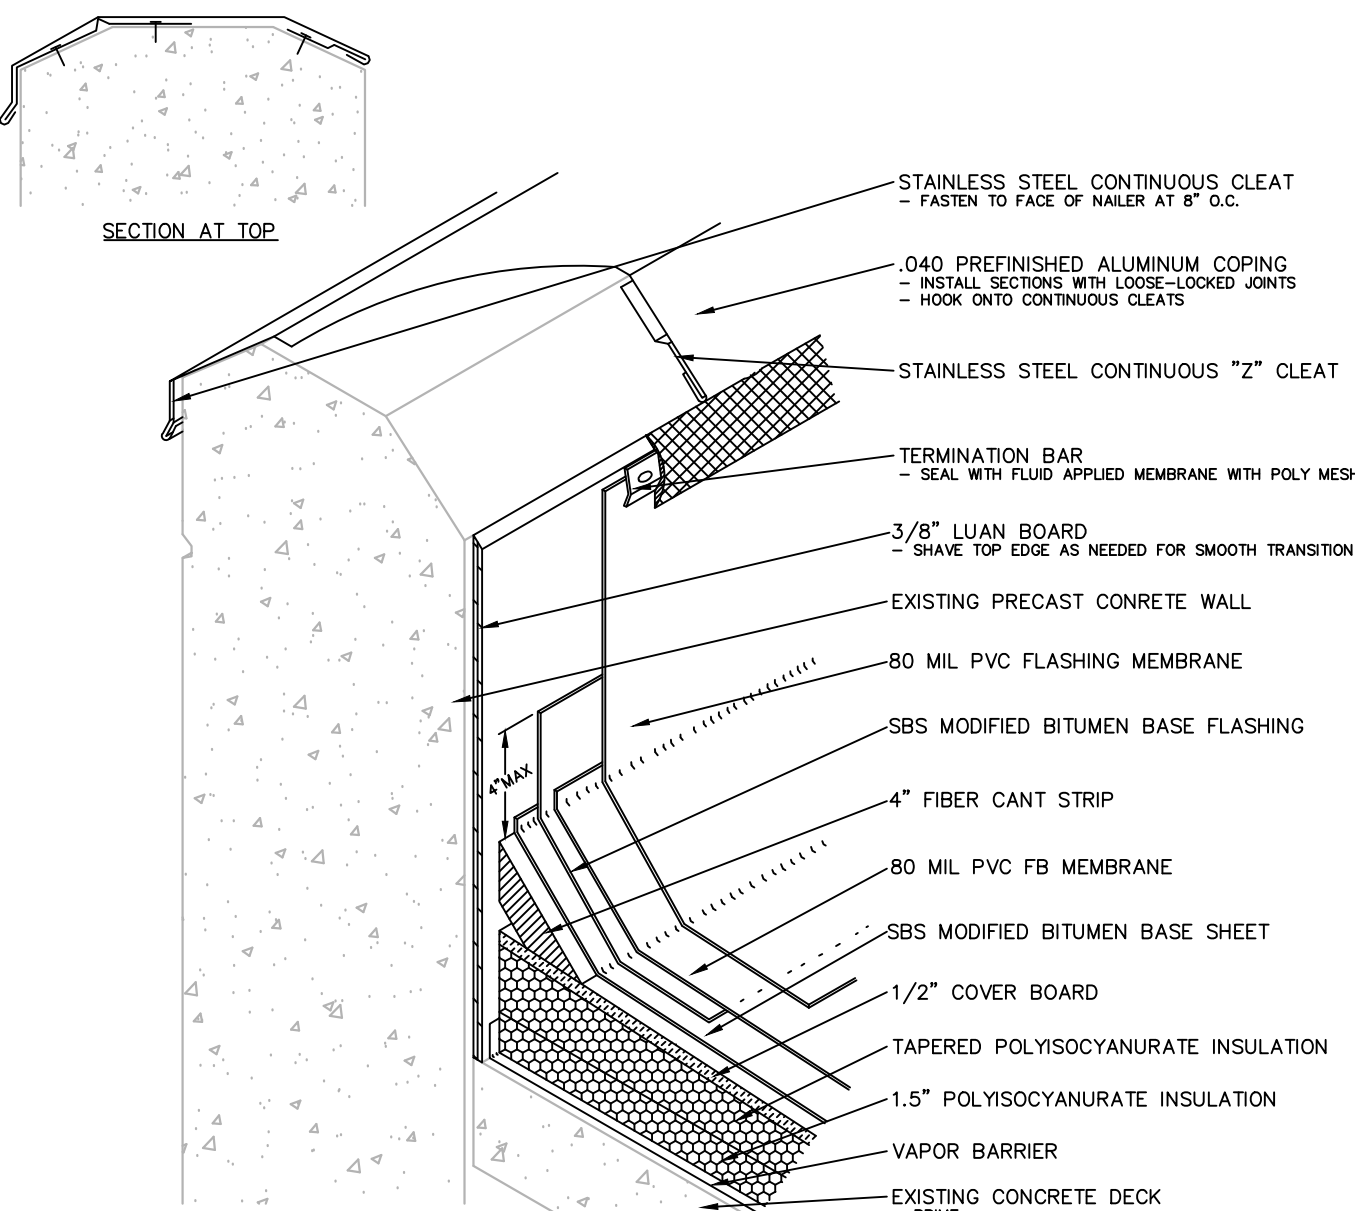 SECTION AT TOP
STAINLESS STEEL CONTINUOUS CLEAT
– FASTEN TO FACE OF NAILER AT 8” O.C.
.040 PREFINISHED ALUMINUM COPING
– INSTALL SECTIONS WITH LOOSE–LOCKED JOINTS
– HOOK ONTO CONTINUOUS CLEATS
STAINLESS STEEL CONTINUOUS ”Z” CLEAT
TERMINATION BAR
– SEAL WITH FLUID APPLIED MEMBRANE WITH POLY MESH
3/8” LUAN BOARD
– SHAVE TOP EDGE AS NEEDED FOR SMOOTH TRANSITION
EXISTING PRECAST CONRETE WALL
80 MIL PVC FLASHING MEMBRANE
SBS MODIFIED BITUMEN BASE FLASHING
4”MAX
4” FIBER CANT STRIP
80 MIL PVC FB MEMBRANE
SBS MODIFIED BITUMEN BASE SHEET
1/2” COVER BOARD
TAPERED POLYISOCYANURATE INSULATION
1.5” POLYISOCYANURATE INSULATION
VAPOR BARRIER
EXISTING CONCRETE DECK